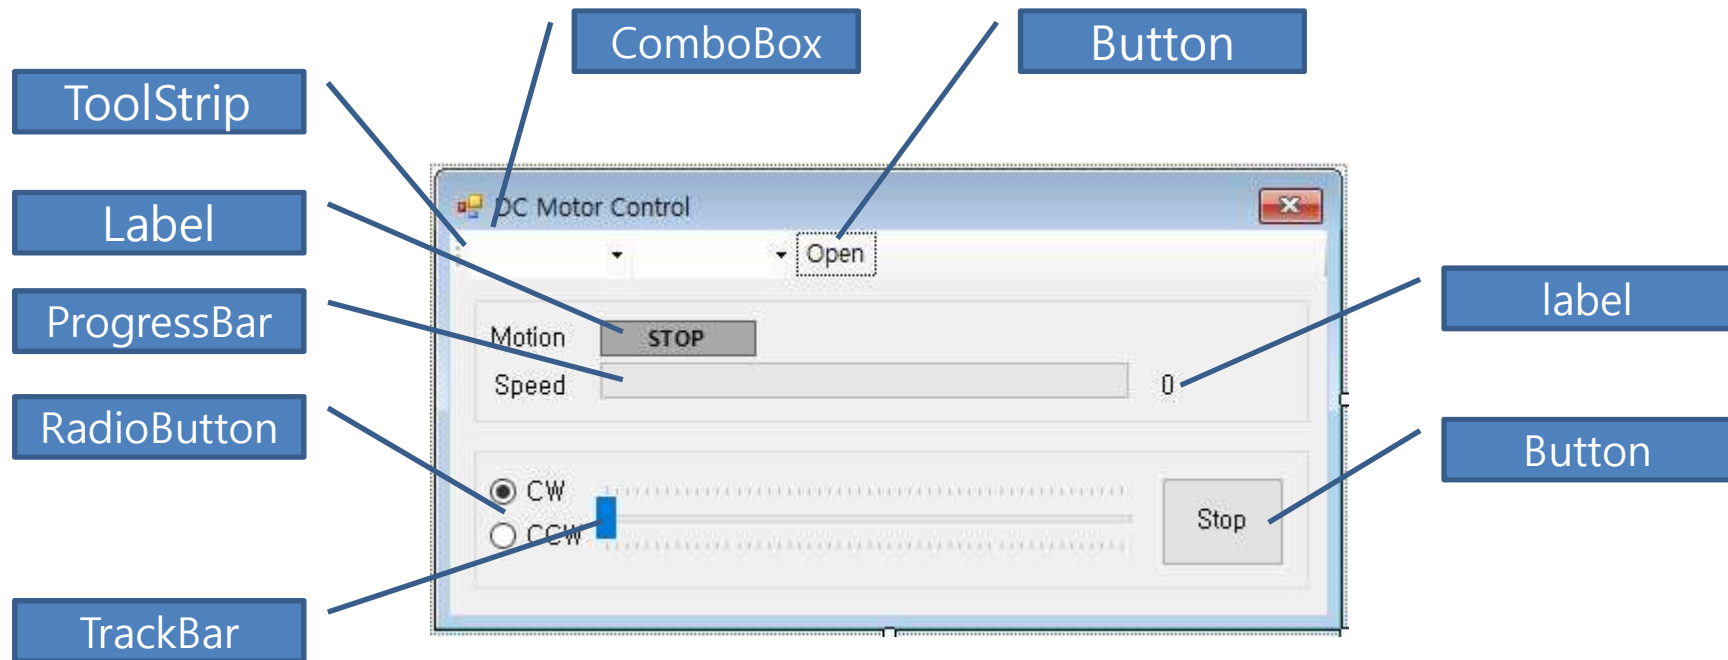 ComboBox
Button
ToolStrip
Label
DC Motor Control
Open
ProgressBar
label
Motion
STOP
Speed
0
RadioButton
Button
CW
CCW
Stop
TrackBar